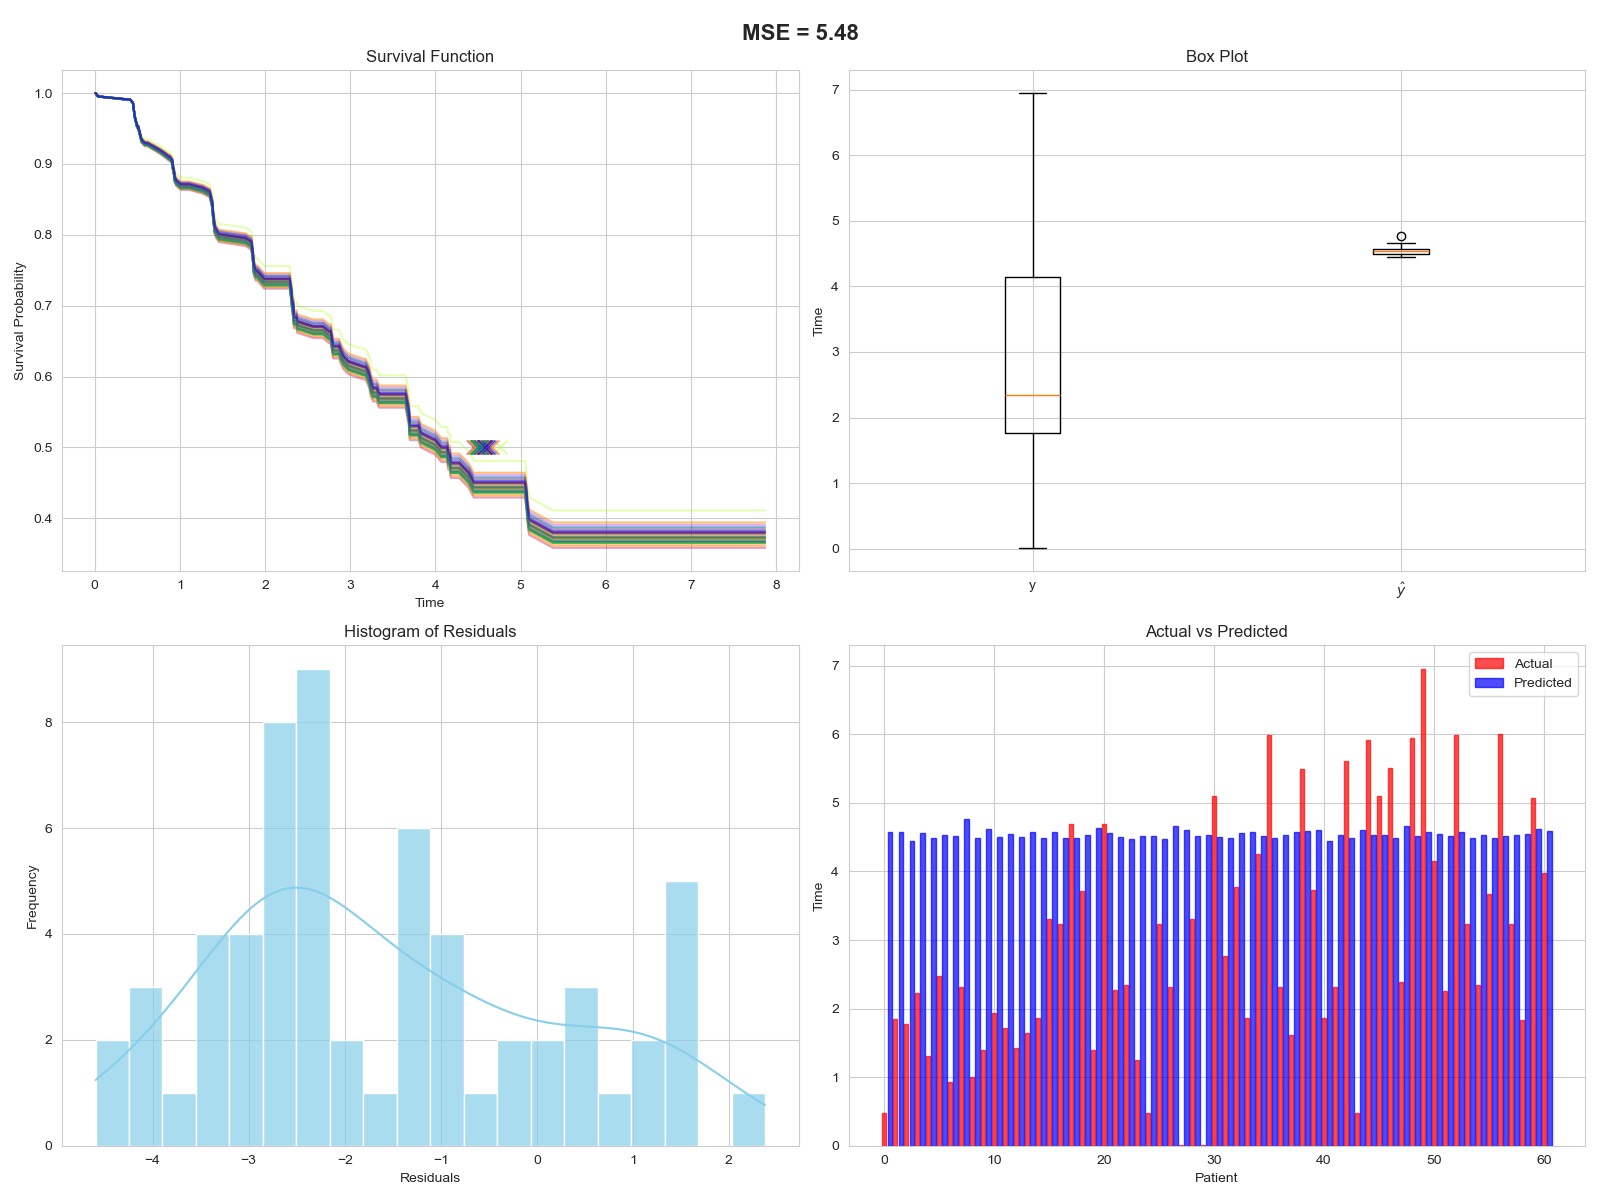 MSE = 5.48
Survival Function
Survival Probability
1.0
0.9
0.8
0.7
0.6
0.5
0.4
0 1 2 3 4 5 6 7 8
Time
Box Plot
Time
7
6
5
4
3
2
1
0
y ŷ
Histogram of Residuals
Frequency
8
6
4
2
0
−4 −3 −2 −1 0 1 2
Residuals
Actual vs Predicted
Actual
Predicted
Time
7
6
5
4
3
2
1
0
0 10 20 30 40 50 60
Patient